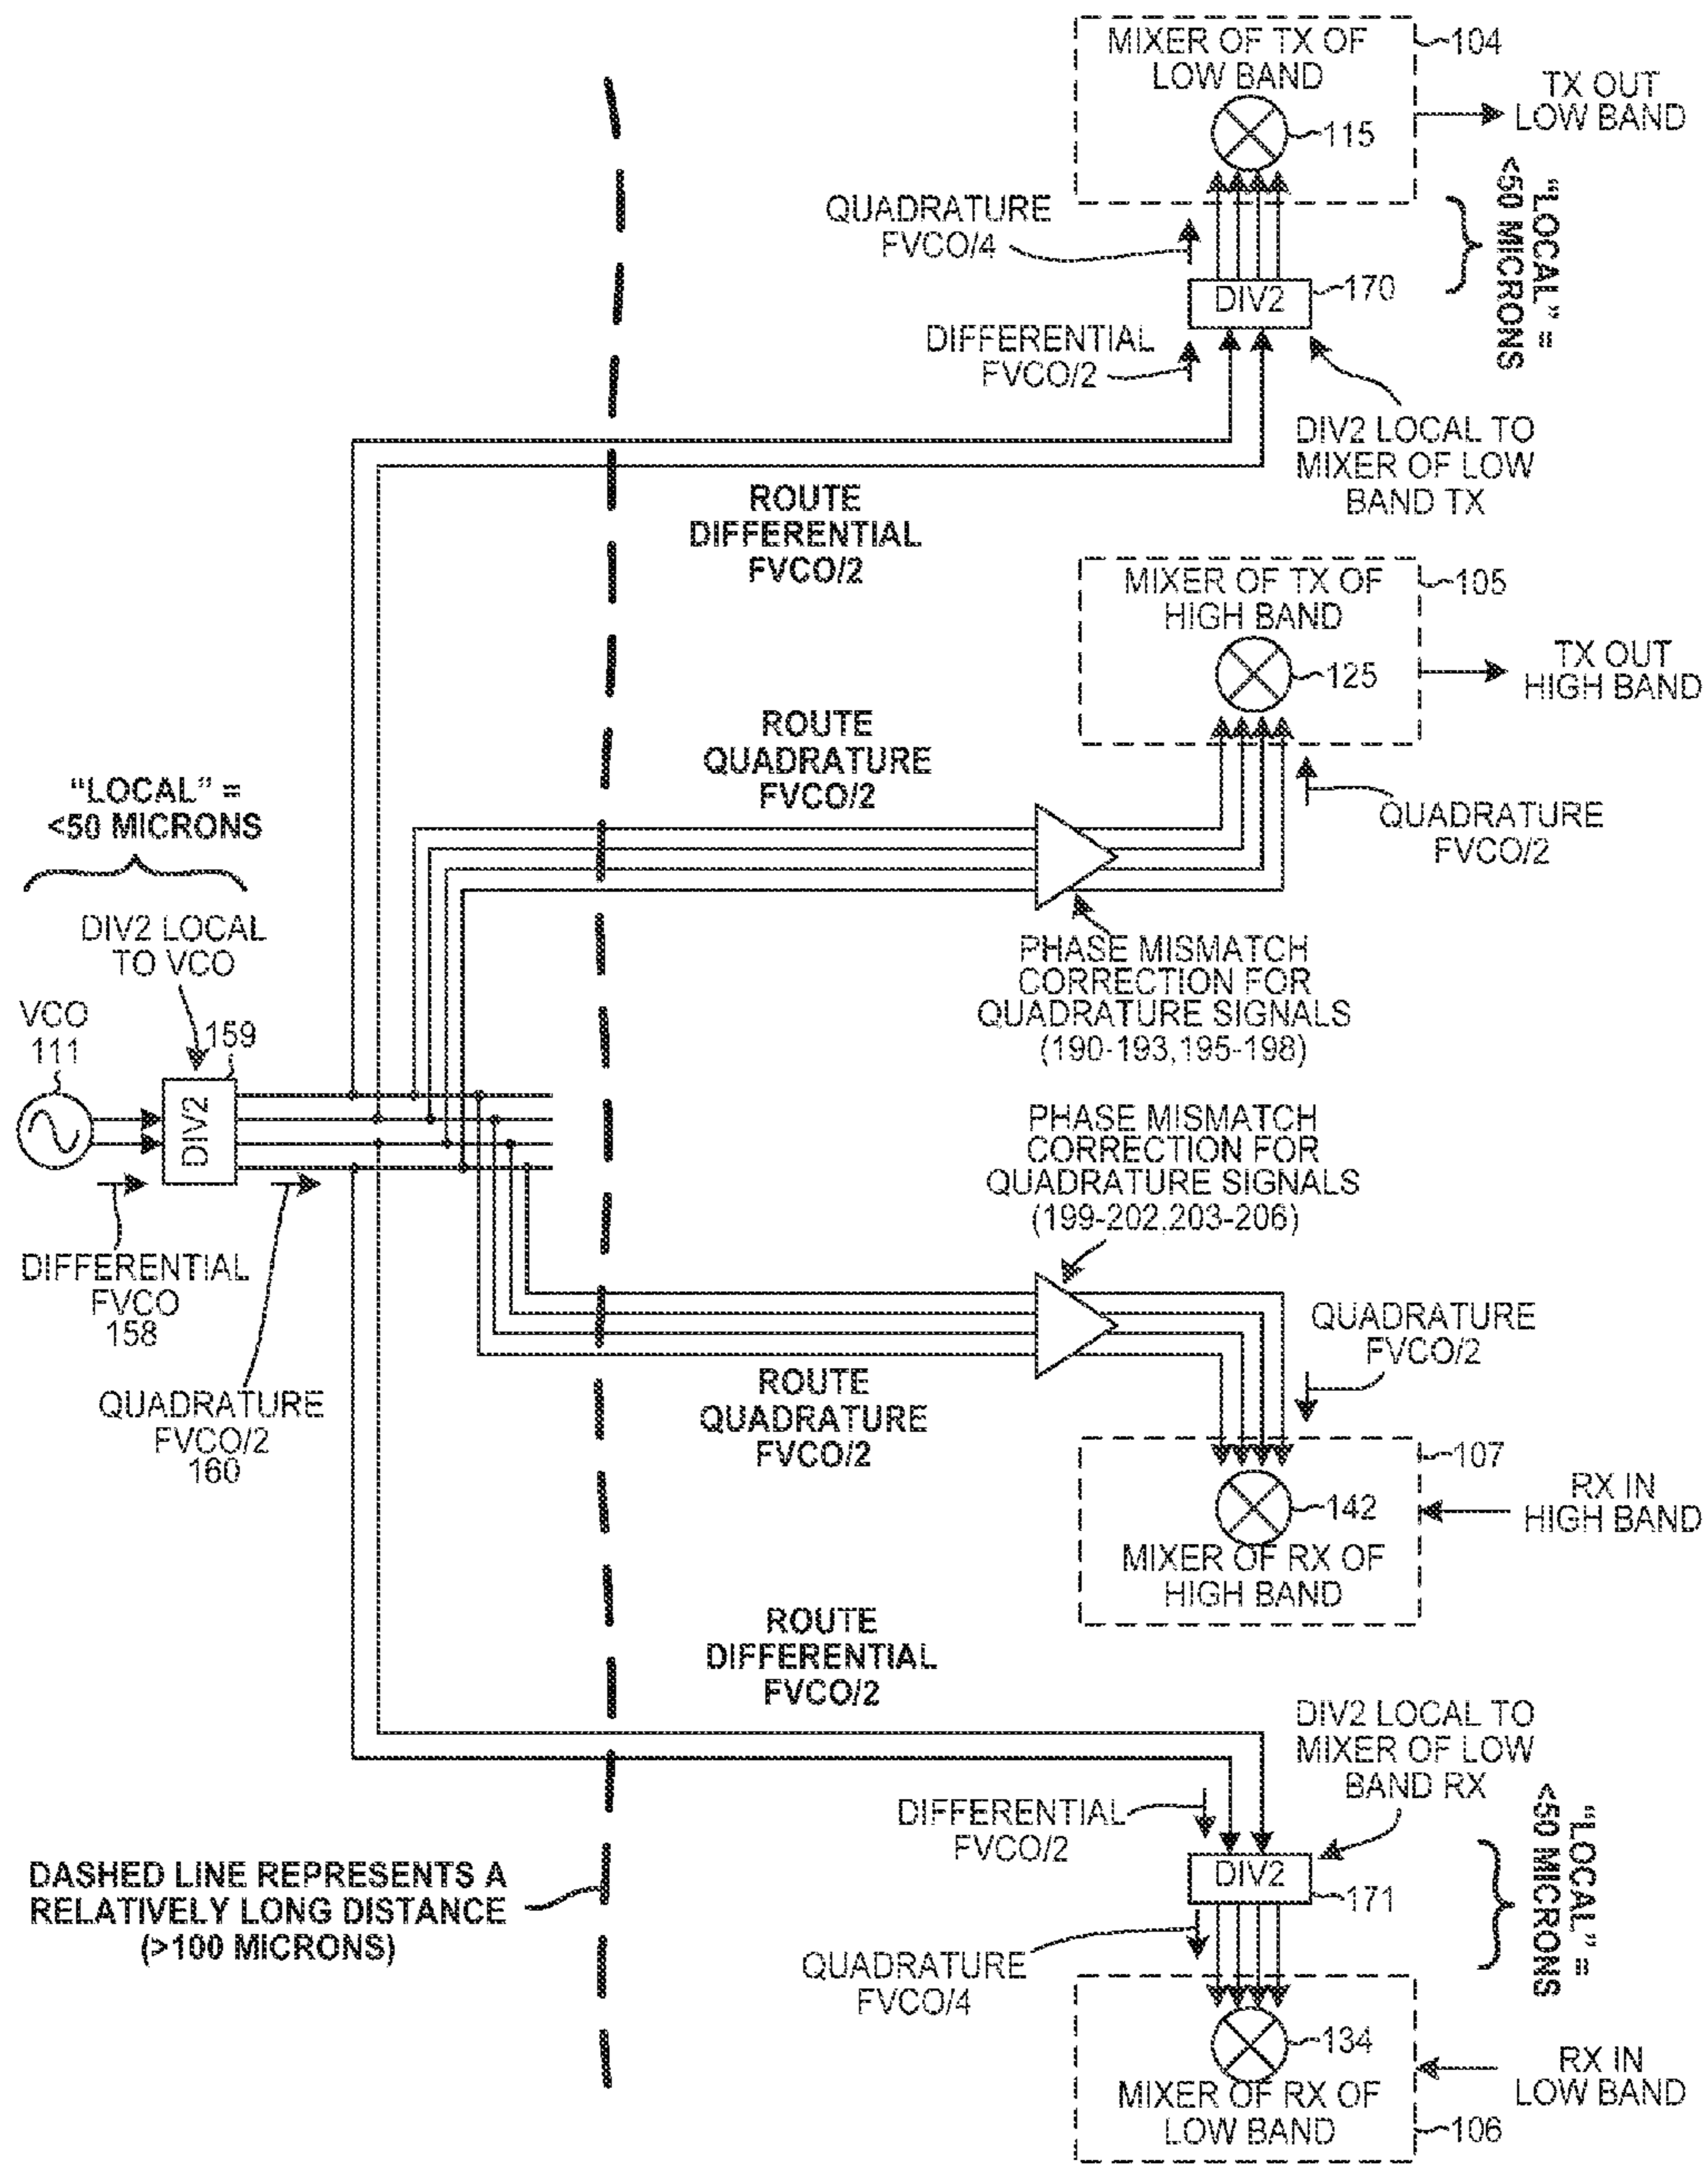 MIXER OF TX OF
LOW BAND
104
115
TX OUT
LOW BAND
"LOCAL" =
<50 MICRONS
QUADRATURE
FVCO/4
DIV2
170
DIFFERENTIAL
FVCO/2
DIV2 LOCAL TO
MIXER OF LOW
BAND TX
ROUTE
DIFFERENTIAL
FVCO/2
MIXER OF TX OF
HIGH BAND
105
125
TX OUT
HIGH BAND
ROUTE
QUADRATURE
FVCO/2
QUADRATURE
FVCO/2
"LOCAL" =
<50 MICRONS
DIV2 LOCAL
TO VCO
PHASE MISMATCH
CORRECTION FOR
QUADRATURE SIGNALS
(190-193,195-198)
VCO
111
159
DIV2
DIFFERENTIAL
FVCO
158
QUADRATURE
FVCO/2
160
PHASE MISMATCH
CORRECTION FOR
QUADRATURE SIGNALS
(199-202,203-206)
QUADRATURE
FVCO/2
ROUTE
QUADRATURE
FVCO/2
107
142
MIXER OF RX OF
HIGH BAND
RX IN
HIGH BAND
ROUTE
DIFFERENTIAL
FVCO/2
DIV2 LOCAL TO
MIXER OF LOW
BAND RX
DIFFERENTIAL
FVCO/2
DIV2
171
"LOCAL" =
<50 MICRONS
DASHED LINE REPRESENTS A
RELATIVELY LONG DISTANCE
(>100 MICRONS)
QUADRATURE
FVCO/4
134
MIXER OF RX OF
LOW BAND
106
RX IN
LOW BAND